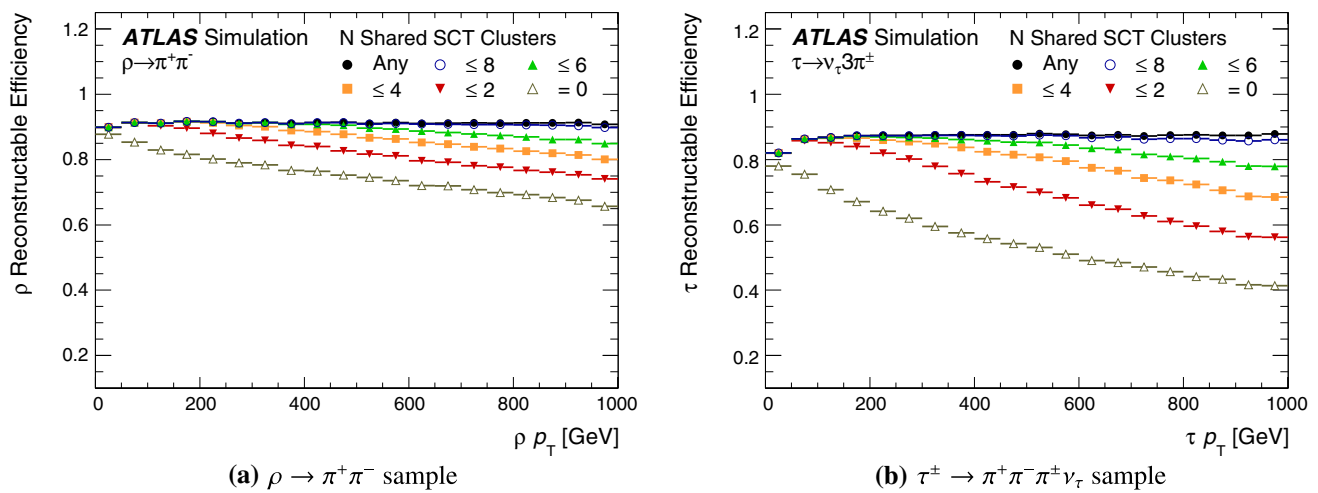 ATLAS Simulation
ρ→π⁺π⁻
N Shared SCT Clusters
Any ≤ 8 ≤ 6
≤ 4 ≤ 2 = 0
ρ Reconstructable Efficiency
1.2
1
0.8
0.6
0.4
0.2
0 200 400 600 800 1000
ρ p_T [GeV]
(a) ρ → π⁺π⁻ sample
ATLAS Simulation
τ→ν_τ3π^±
N Shared SCT Clusters
Any ≤ 8 ≤ 6
≤ 4 ≤ 2 = 0
τ Reconstructable Efficiency
1.2
1
0.8
0.6
0.4
0.2
0 200 400 600 800 1000
τ p_T [GeV]
(b) τ^± → π⁺π⁻π^±ν_τ sample